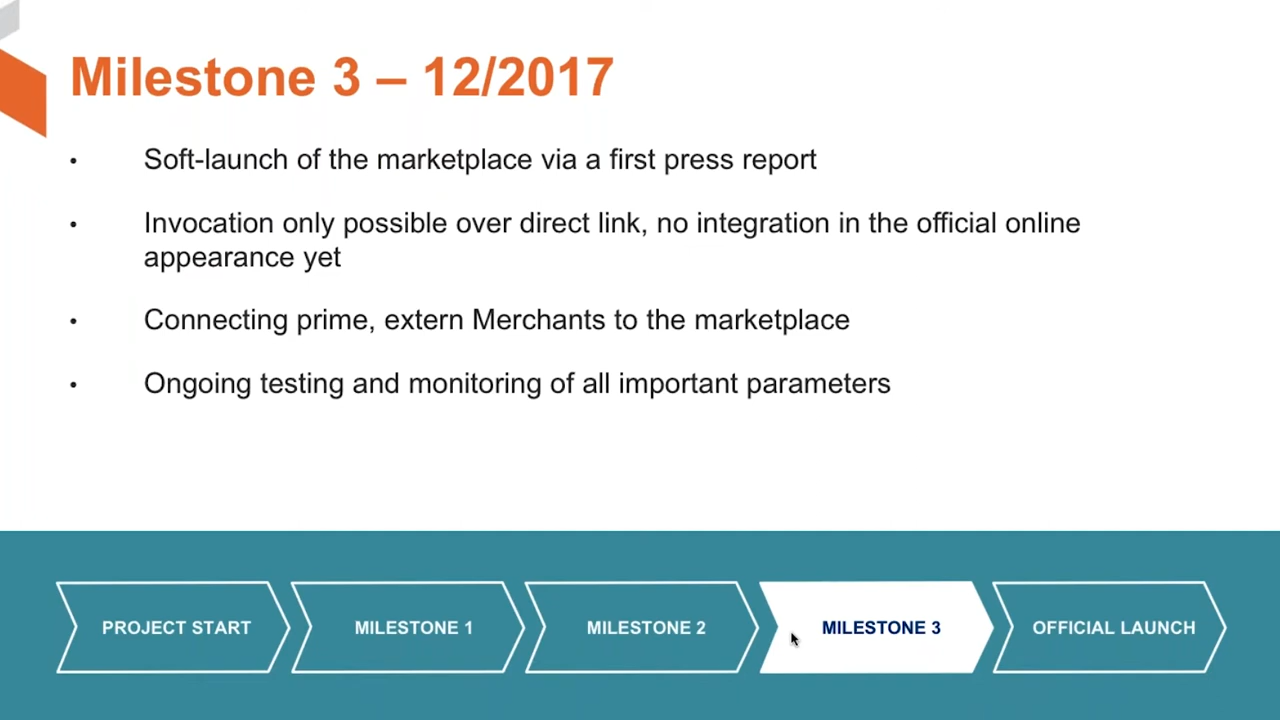 Milestone 3 – 12/2017
• Soft-launch of the marketplace via a first press report
• Invocation only possible over direct link, no integration in the official online
appearance yet
• Connecting prime, extern Merchants to the marketplace
• Ongoing testing and monitoring of all important parameters
PROJECT START
MILESTONE 1
MILESTONE 2
MILESTONE 3
OFFICIAL LAUNCH